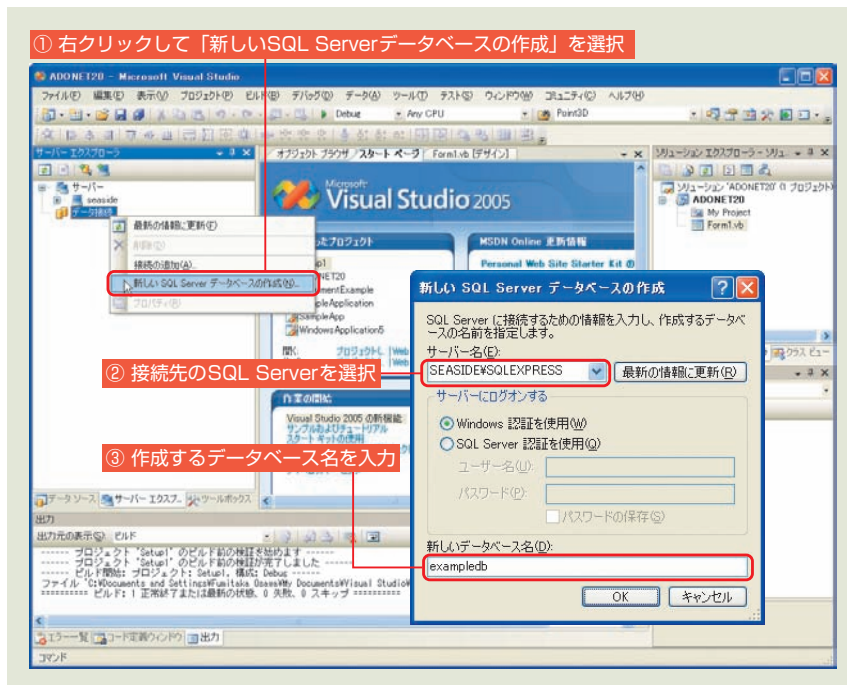 ① 右クリックして「新しいSQL Serverデータベースの作成」を選択
ADONET20 - Microsoft Visual Studio
ファイル(F) 編集(E) 表示(V) プロジェクト(P) ビルド(B) デバッグ(D) データ(A) ツール(T) テスト(S) ウィンドウ(W) コミュニティ(C) ヘルプ(H)
Debug Any CPU Point3D
サーバー エクスプローラ
オブジェクト ブラウザ スタート ページ Form1.vb [デザイン]
サーバー
seaside
データ接続
最新の情報に更新(F)
削除(D)
接続の追加(A)...
新しい SQL Server データベースの作成(Q)...
プロパティ(R)
Microsoft
Visual Studio 2005
MSDN Online 更新情報
Personal Web Site Starter Kit の
SampleApp
WindowsApplication5
作業の開始:
Visual Studio 2005 の新機能
サンプルおよびチュートリアル
スタート キットの使用
ソリューション 'ADONET20' (1 プロジェクト)
ADONET20
My Project
Form1.vb
クラス ビュー
② 接続先のSQL Serverを選択
③ 作成するデータベース名を入力
新しい SQL Server データベースの作成
SQL Server に接続するための情報を入力し、作成するデータベ
ースの名前を指定します。
サーバー名(E):
SEASIDE¥SQLEXPRESS
最新の情報に更新(R)
サーバーにログオンする
Windows 認証を使用(W)
SQL Server 認証を使用(Q)
ユーザー名(U):
パスワード(P):
パスワードの保存(S)
新しいデータベース名(D):
exampledb
OK キャンセル
データ ソース サーバー エクスプ... ツールボックス
出力
出力元の表示(S): ビルド
------ プロジェクト 'Setup1' のビルド前の検証を始めます ------
------ プロジェクト 'Setup1' のビルド前の検証が完了しました ------
------ ビルド開始: プロジェクト: Setup1, 構成: Debug ------
========== ビルド: 1 正常終了または最新の状態、0 失敗、0 スキップ ==========
エラー一覧 コード定義ウィンドウ 出力
コマンド